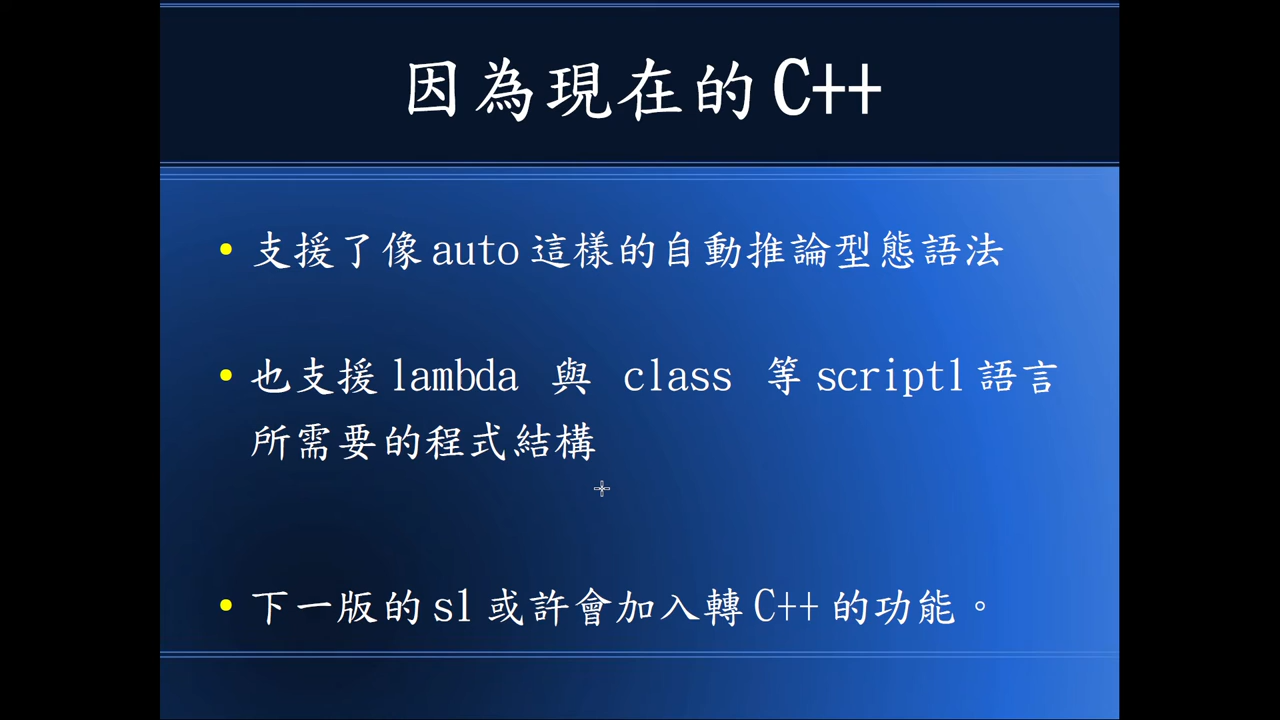 因為現在的C++
• 支援了像auto這樣的自動推論型態語法
• 也支援lambda 與 class 等script1語言
所需要的程式結構
• 下一版的s1或許會加入轉C++的功能。